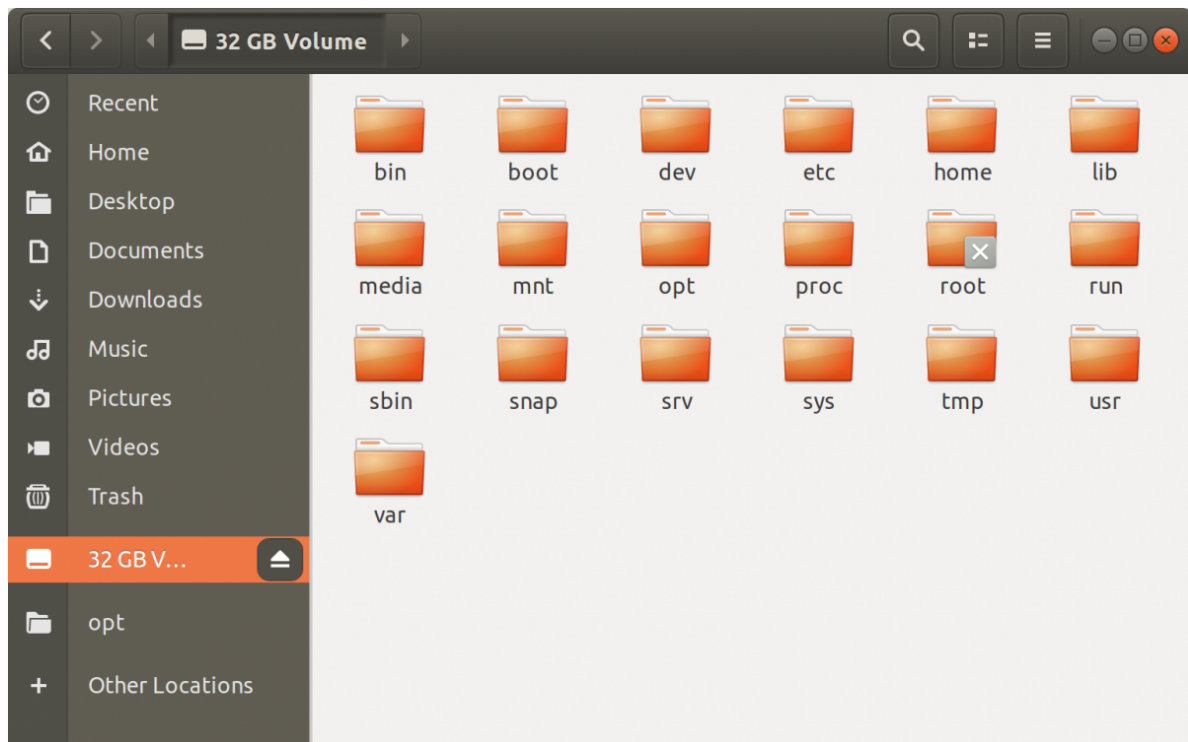 32 GB Volume
Recent
Home
Desktop
Documents
Downloads
Music
Pictures
Videos
Trash
32 GB V...
opt
Other Locations
bin boot dev etc home lib
media mnt opt proc root run
sbin snap srv sys tmp usr
var